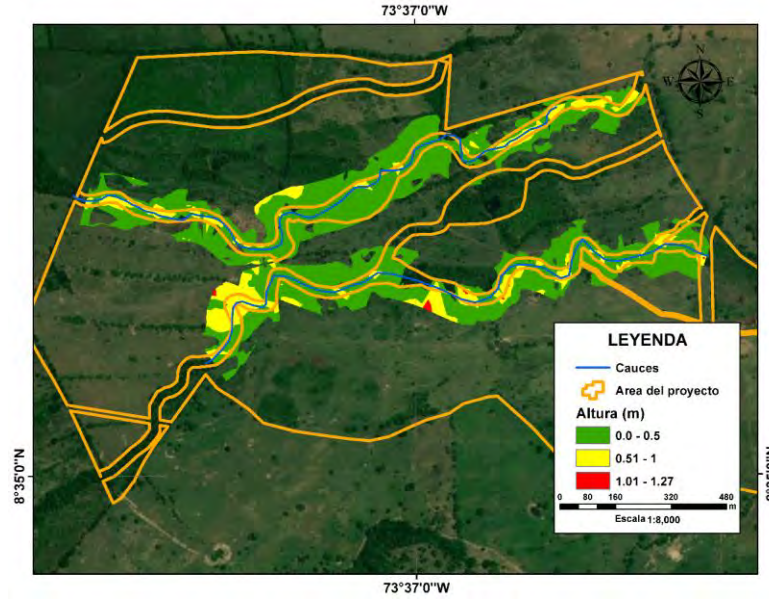 73°37'0"W
N
W
E
S
8°35'0"N
LEYENDA
Cauces
Area del proyecto
Altura (m)
0.0 - 0.5
0.51 - 1
1.01 - 1.27
0 80 160 320 480
m
Escala 1:8,000
73°37'0"W